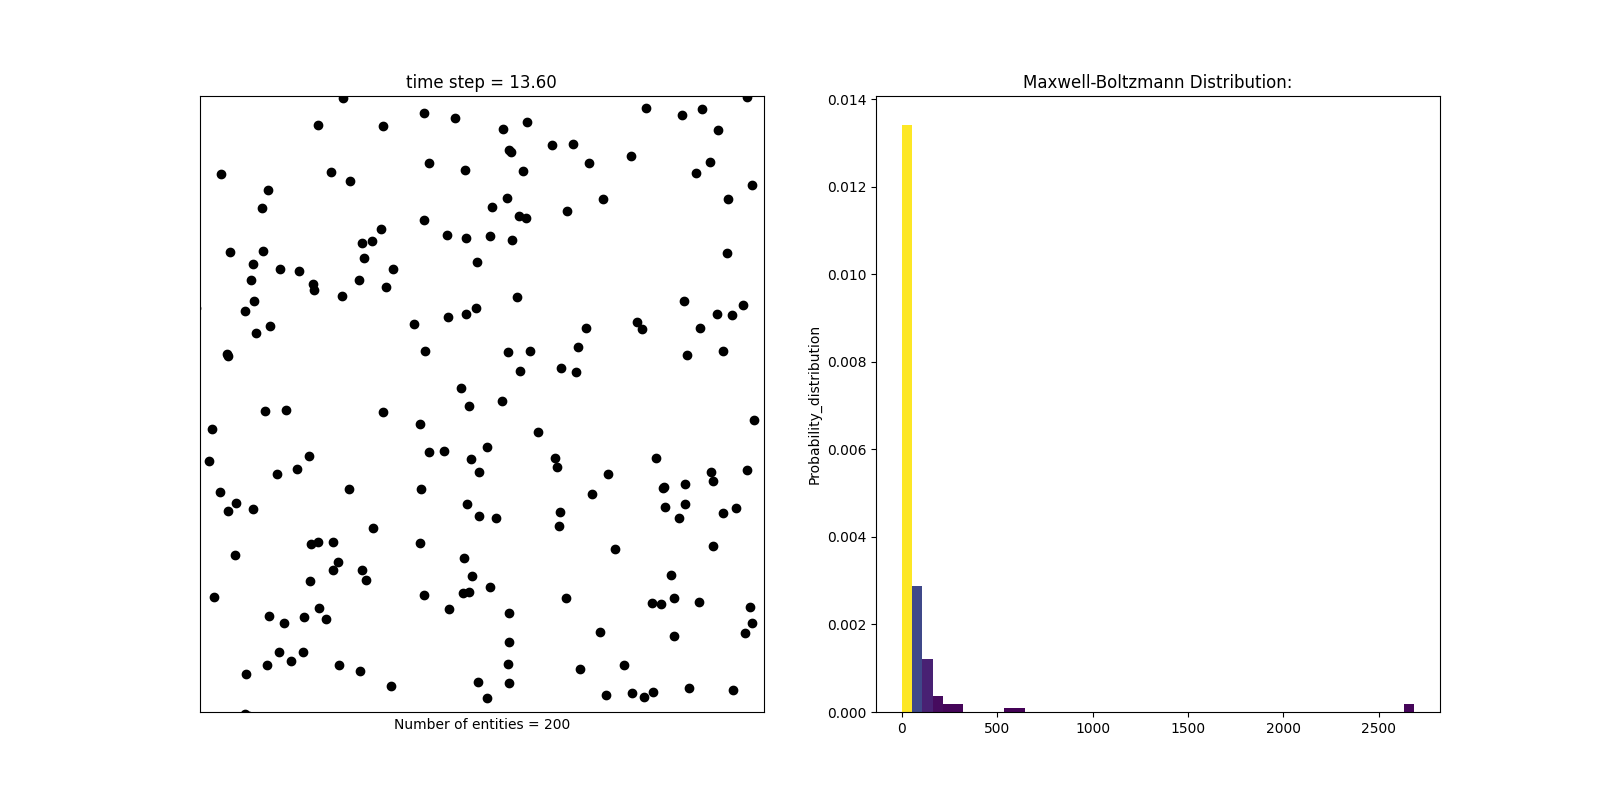 time step = 13.60
Number of entities = 200
Maxwell-Boltzmann Distribution:
Probability_distribution
0.014
0.012
0.010
0.008
0.006
0.004
0.002
0.000
0 500 1000 1500 2000 2500